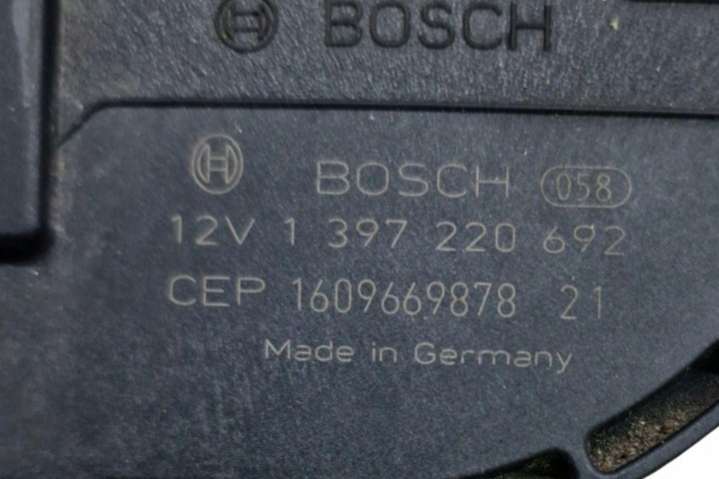 BOSCH
BOSCH 058
12V 1 397 220 692
CEP 1609669878 21
Made in Germany